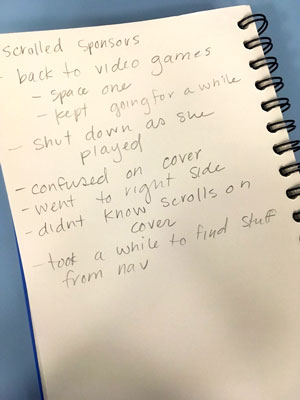 scrolled sponsors
- back to video games
- space one
- kept going for a while
- shut down as she
played
- confused on cover
- went to right side
- didnt know scrolls on
cover
- took a while to find stuff
from nav